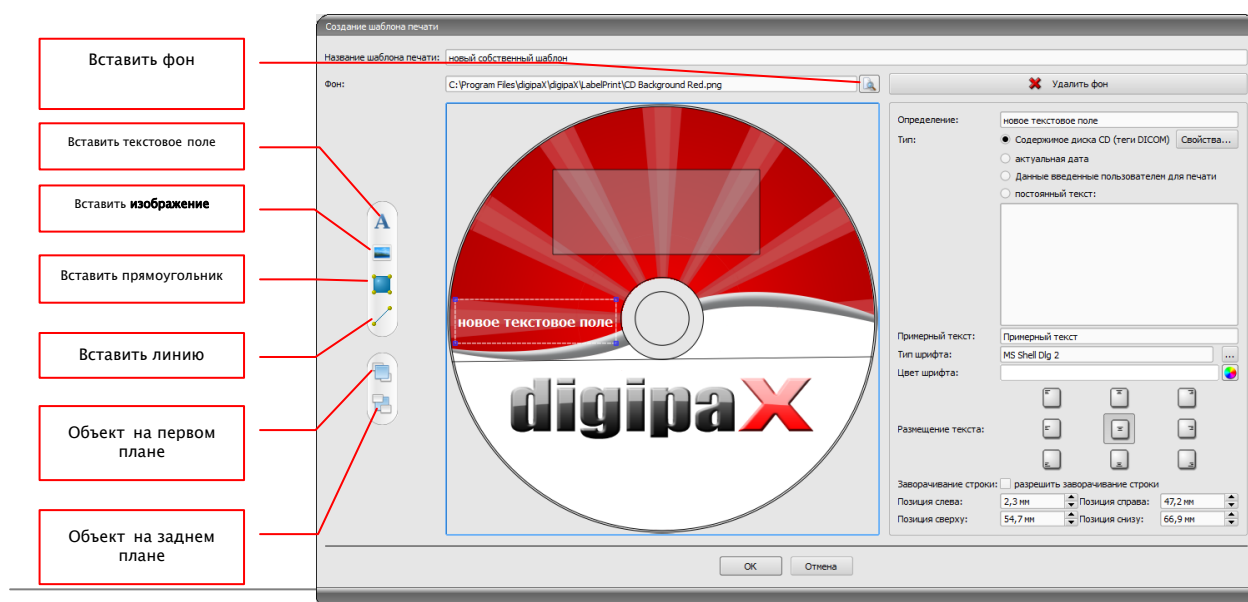 Создание шаблона печати
Вставить фон
Название шаблона печати: новый собственный шаблон
Фон: C:\Program Files\digipaX\digipaX\LabelPrint\CD Background Red.png
Удалить фон
Вставить текстовое поле
Вставить изображение
Вставить прямоугольник
Вставить линию
Объект на первом
плане
Объект на заднем
плане
A
новое текстовое поле
digipaX
Определение: новое текстовое поле
Тип: Содержимое диска CD (теги DICOM) Свойства...
актуальная дата
Данные введенные пользователем для печати
постоянный текст:
Примерный текст: Примерный текст
Тип шрифта: MS Shell Dlg 2 ...
Цвет шрифта:
Размещение текста:
Заворачивание строки: разрешить заворачивание строки
Позиция слева: 2,3 мм Позиция справа: 47,2 мм
Позиция сверху: 54,7 мм Позиция снизу: 66,9 мм
OK Отмена